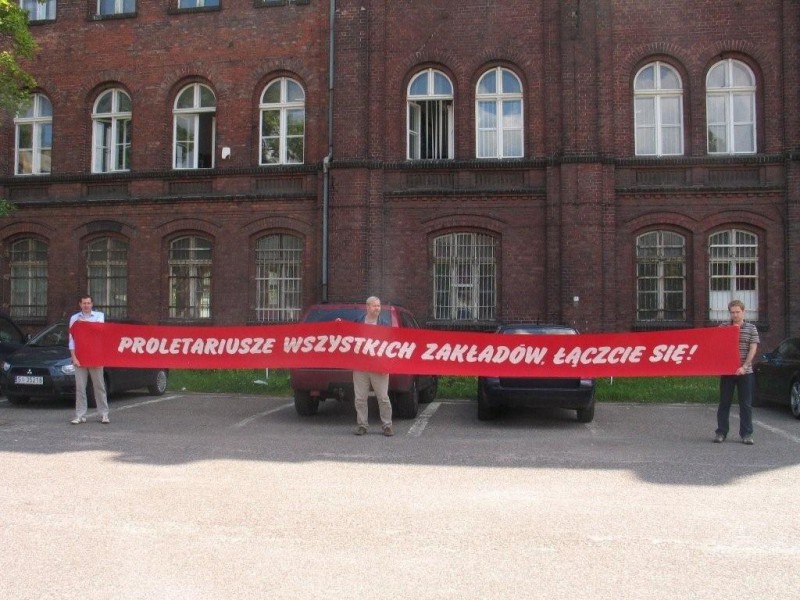 PROLETARIUSZE WSZYSTKICH ZAKŁADÓW, ŁĄCZCIE SIĘ!